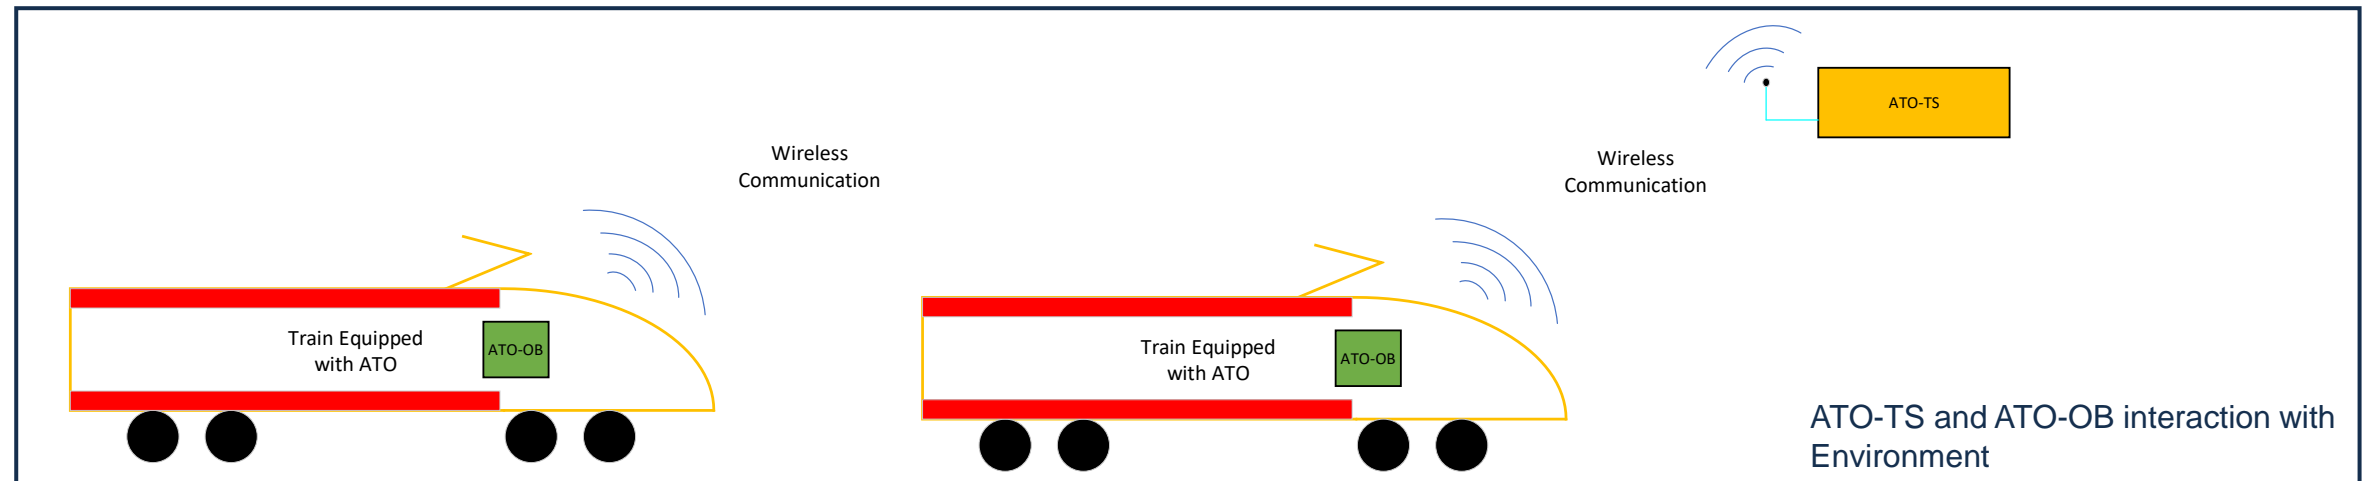 ATO-TS
Wireless
Communication
Wireless
Communication
Train Equipped
with ATO
ATO-OB
Train Equipped
with ATO
ATO-OB
ATO-TS and ATO-OB interaction with
Environment